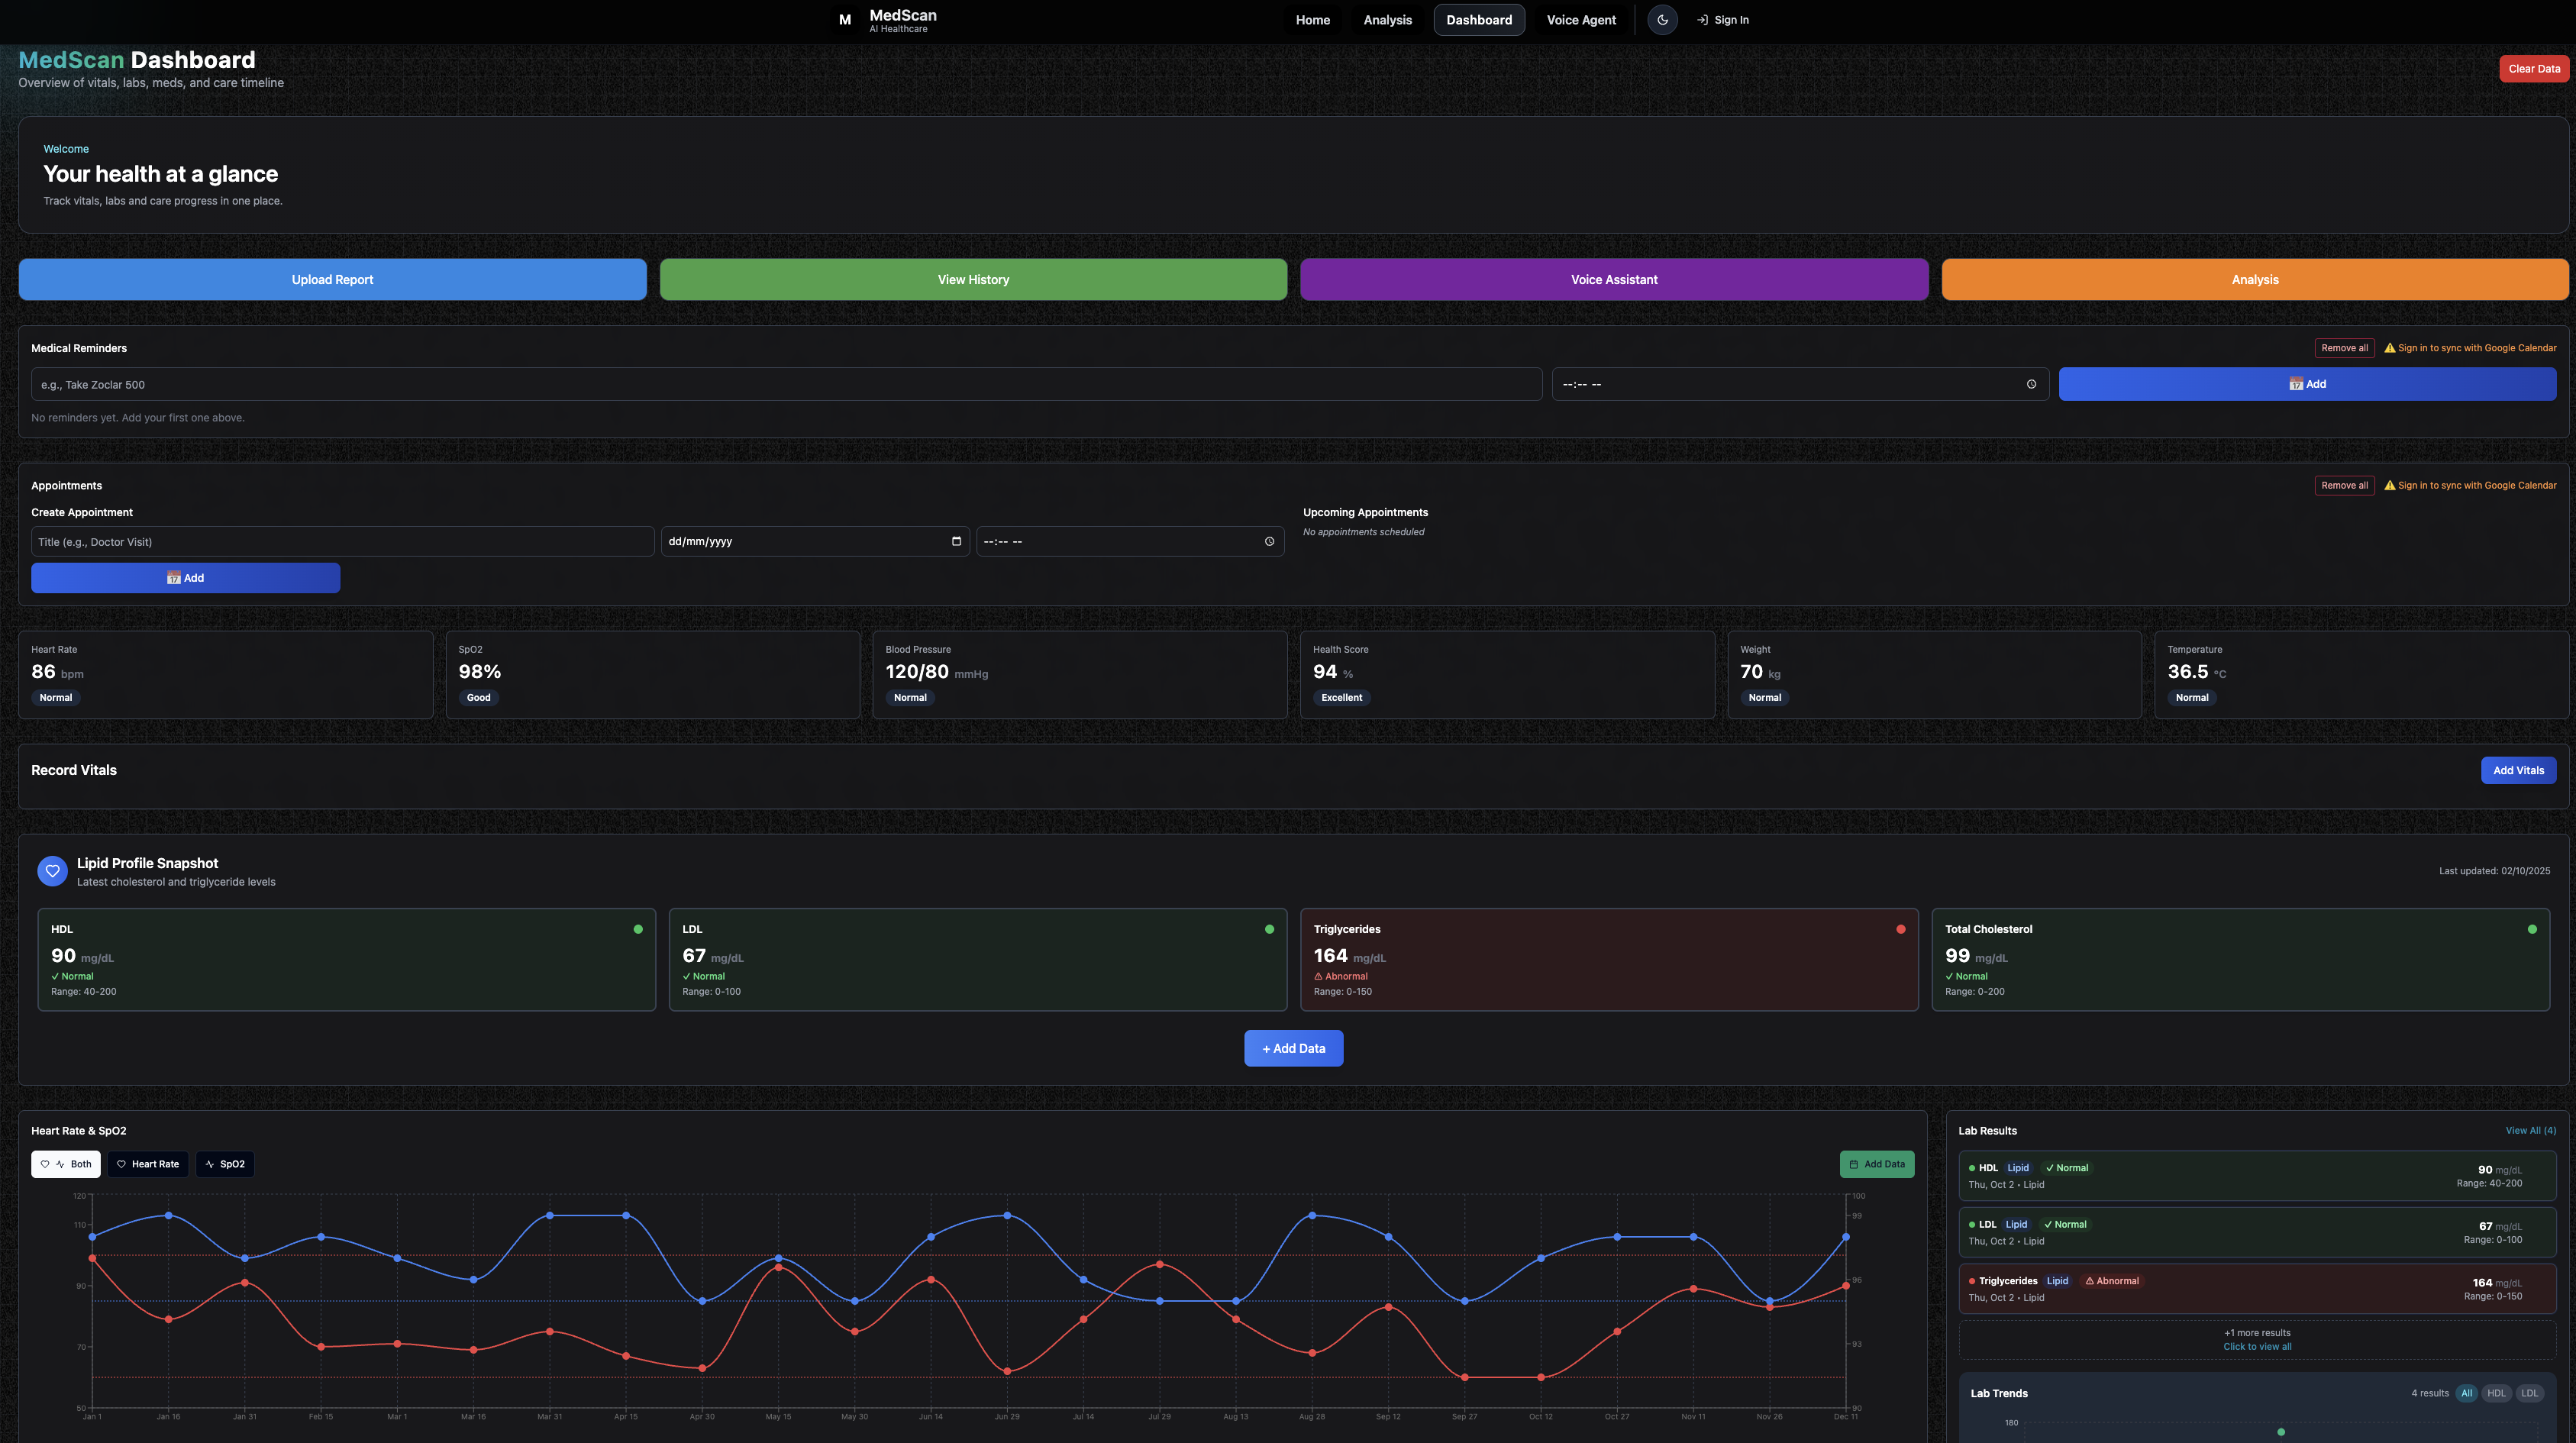 M
MedScan
AI Healthcare
Home Analysis Dashboard Voice Agent Sign In
MedScan Dashboard
Overview of vitals, labs, meds, and care timeline
Clear Data
Welcome
Your health at a glance
Track vitals, labs and care progress in one place.
Upload Report View History Voice Assistant Analysis
Medical Reminders
Remove all ⚠️ Sign in to sync with Google Calendar
e.g., Take Zoclar 500 --:-- -- 📅 Add
No reminders yet. Add your first one above.
Appointments
Remove all ⚠️ Sign in to sync with Google Calendar
Create Appointment
Title (e.g., Doctor Visit) dd/mm/yyyy --:-- --
📅 Add
Upcoming Appointments
No appointments scheduled
Heart Rate
86 bpm
Normal
SpO2
98%
Good
Blood Pressure
120/80 mmHg
Normal
Health Score
94 %
Excellent
Weight
70 kg
Normal
Temperature
36.5 °C
Normal
Record Vitals
Add Vitals
Lipid Profile Snapshot
Latest cholesterol and triglyceride levels
Last updated: 02/10/2025
HDL
90 mg/dL
✓ Normal
Range: 40-200
LDL
67 mg/dL
✓ Normal
Range: 0-100
Triglycerides
164 mg/dL
⚠ Abnormal
Range: 0-150
Total Cholesterol
99 mg/dL
✓ Normal
Range: 0-200
+ Add Data
Heart Rate & SpO2
Both Heart Rate SpO2
Add Data
120
110
90
70
50
100
99
96
93
90
Jan 1 Jan 16 Jan 31 Feb 15 Mar 1 Mar 16 Mar 31 Apr 15 Apr 30 May 15 May 30 Jun 14 Jun 29 Jul 14 Jul 29 Aug 13 Aug 28 Sep 12 Sep 27 Oct 12 Oct 27 Nov 11 Nov 26 Dec 11
Lab Results
View All (4)
HDL Lipid ✓ Normal
Thu, Oct 2 • Lipid
90 mg/dL
Range: 40-200
LDL Lipid ✓ Normal
Thu, Oct 2 • Lipid
67 mg/dL
Range: 0-100
Triglycerides Lipid ⚠ Abnormal
Thu, Oct 2 • Lipid
164 mg/dL
Range: 0-150
+1 more results
Click to view all
Lab Trends
4 results All HDL LDL
180